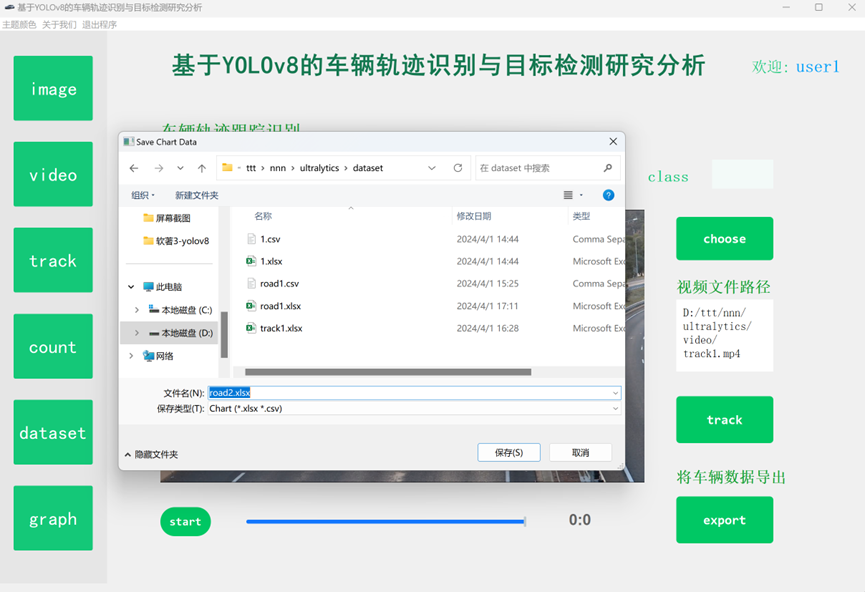 基于YOLOv8的车辆轨迹识别与目标检测研究分析
主题颜色 关于我们 退出程序
基于YOLOv8的车辆轨迹识别与目标检测研究分析
欢迎: user1
image
video
track
count
dataset
graph
车辆轨迹跟踪识别
Save Chart Data
ttt › nnn › ultralytics › dataset
在 dataset 中搜索
组织
新建文件夹
屏幕截图
软著3-yolov8
此电脑
本地磁盘 (C:)
本地磁盘 (D:)
网络
名称 修改日期 类型
1.csv 2024/4/1 14:44 Comma Sepa
1.xlsx 2024/4/1 14:44 Microsoft Exc
road1.csv 2024/4/1 15:25 Comma Sepa
road1.xlsx 2024/4/1 17:11 Microsoft Exc
track1.xlsx 2024/4/1 16:28 Microsoft Exc
文件名(N): road2.xlsx
保存类型(T): Chart (*.xlsx *.csv)
隐藏文件夹
保存(S)
取消
class
choose
视频文件路径
D:/ttt/nnn/
ultralytics/
video/
track1.mp4
track
将车辆数据导出
export
start
0:0